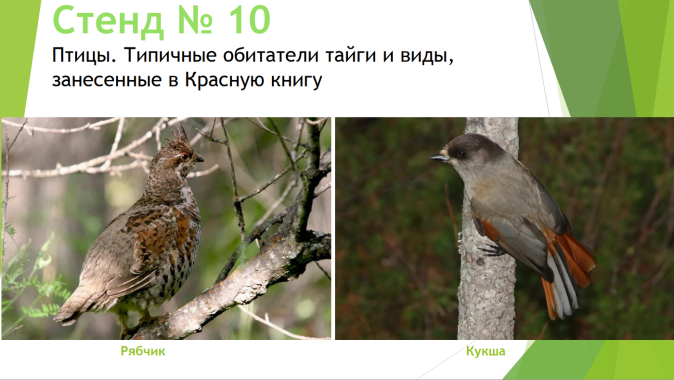 Стенд № 10
Птицы. Типичные обитатели тайги и виды,
занесенные в Красную книгу
Рябчик
Кукша